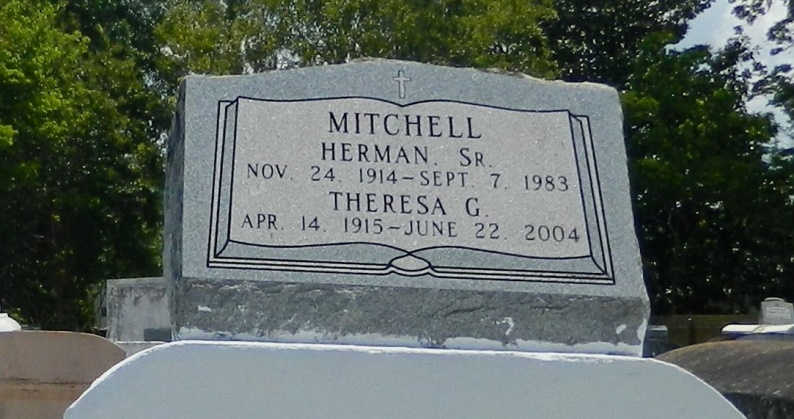 MITCHELL
HERMAN. SR.
NOV. 24. 1914-SEPT. 7. 1983
THERESA G.
APR. 14. 1915-JUNE 22. 2004